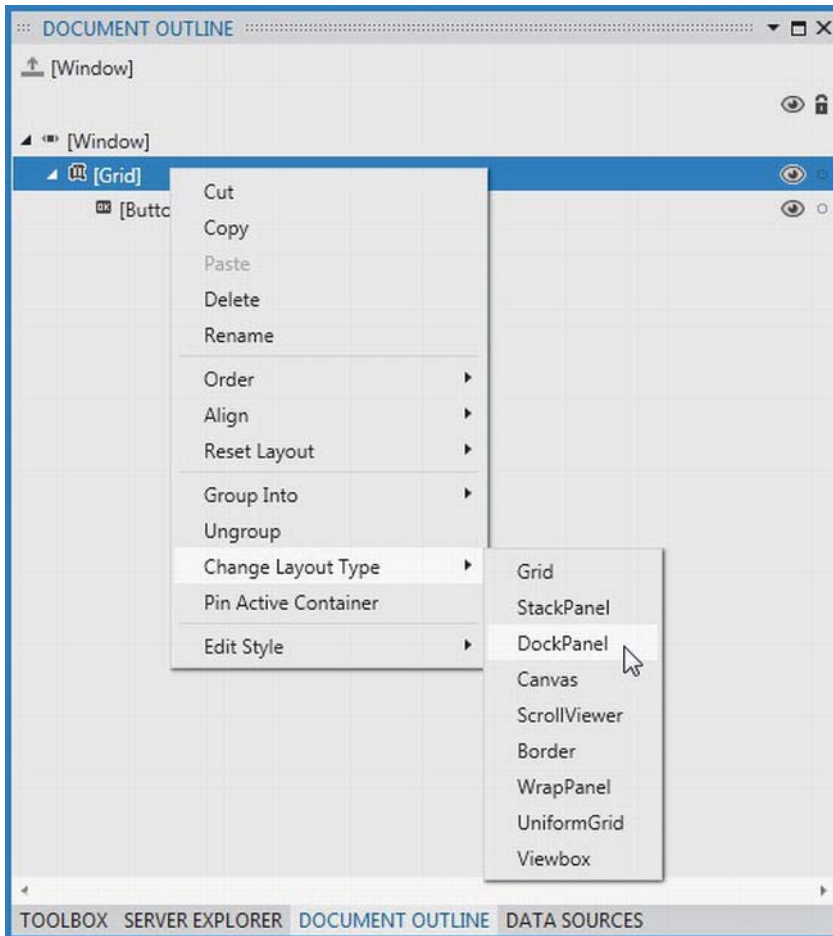 DOCUMENT OUTLINE
[Window]
[Window]
[Grid]
OK [Butto
Cut
Copy
Paste
Delete
Rename
Order
Align
Reset Layout
Group Into
Ungroup
Change Layout Type
Pin Active Container
Edit Style
Grid
StackPanel
DockPanel
Canvas
ScrollViewer
Border
WrapPanel
UniformGrid
Viewbox
TOOLBOX SERVER EXPLORER DOCUMENT OUTLINE DATA SOURCES